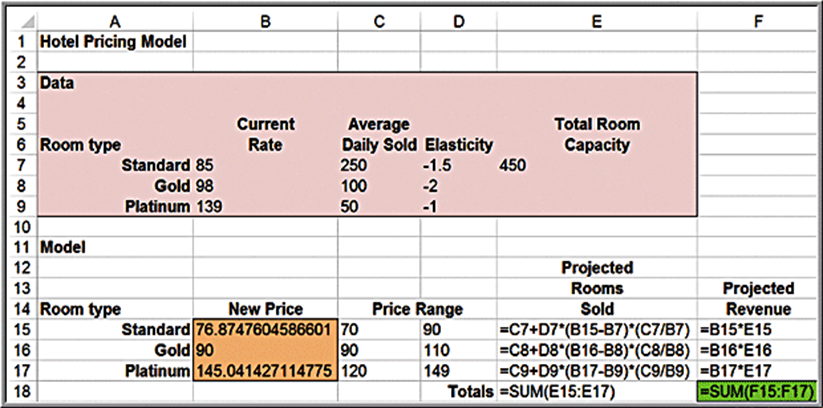 A B C D E F
1 Hotel Pricing Model
2
3 Data
4
5 Current Average Total Room
6 Room type Rate Daily Sold Elasticity Capacity
7 Standard 85 250 -1.5 450
8 Gold 98 100 -2
9 Platinum 139 50 -1
10
11 Model
12 Projected
13 Rooms Projected
14 Room type New Price Price Range Sold Revenue
15 Standard 76.8747604586601 70 90 =C7+D7*(B15-B7)*(C7/B7) =B15*E15
16 Gold 90 90 110 =C8+D8*(B16-B8)*(C8/B8) =B16*E16
17 Platinum 145.041427114775 120 149 =C9+D9*(B17-B9)*(C9/B9) =B17*E17
18 Totals =SUM(E15:E17) =SUM(F15:F17)